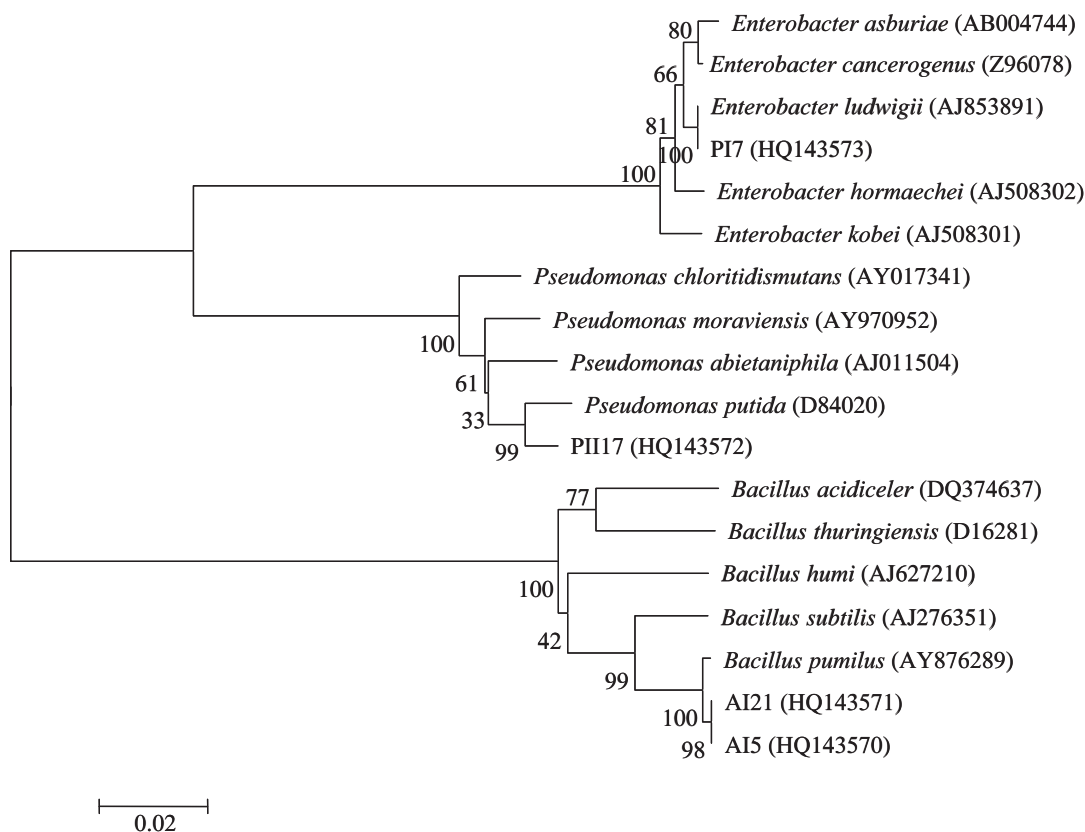 80
Enterobacter asburiae (AB004744)
Enterobacter cancerogenus (Z96078)
66
Enterobacter ludwigii (AJ853891)
81
100
PI7 (HQ143573)
100
Enterobacter hormaechei (AJ508302)
Enterobacter kobei (AJ508301)
Pseudomonas chloritidismutans (AY017341)
Pseudomonas moraviensis (AY970952)
100
Pseudomonas abietaniphila (AJ011504)
61
Pseudomonas putida (D84020)
33
99
PII17 (HQ143572)
77
Bacillus acidiceler (DQ374637)
Bacillus thuringiensis (D16281)
Bacillus humi (AJ627210)
100
Bacillus subtilis (AJ276351)
42
Bacillus pumilus (AY876289)
99
AI21 (HQ143571)
100
98
AI5 (HQ143570)
0.02